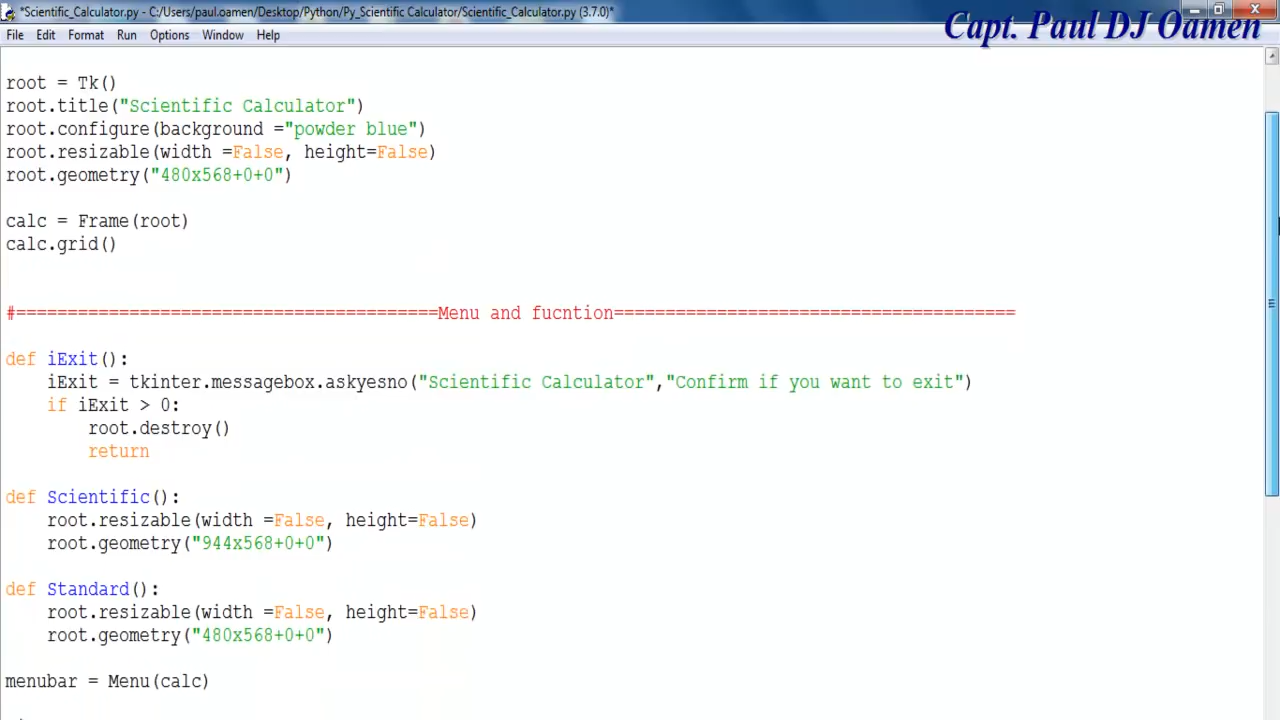 *Scientific_Calculator.py - C:/Users/paul.oamen/Desktop/Python/Py_Scientific Calculator/Scientific_Calculator.py (3.7.0)*
Capt. Paul DJ Oamen
File Edit Format Run Options Window Help
root = Tk()
root.title("Scientific Calculator")
root.configure(background ="powder blue")
root.resizable(width =False, height=False)
root.geometry("480x568+0+0")
calc = Frame(root)
calc.grid()
#=========================================Menu and fucntion=======================================
def iExit():
    iExit = tkinter.messagebox.askyesno("Scientific Calculator","Confirm if you want to exit")
    if iExit > 0:
        root.destroy()
        return
def Scientific():
    root.resizable(width =False, height=False)
    root.geometry("944x568+0+0")
def Standard():
    root.resizable(width =False, height=False)
    root.geometry("480x568+0+0")
menubar = Menu(calc)